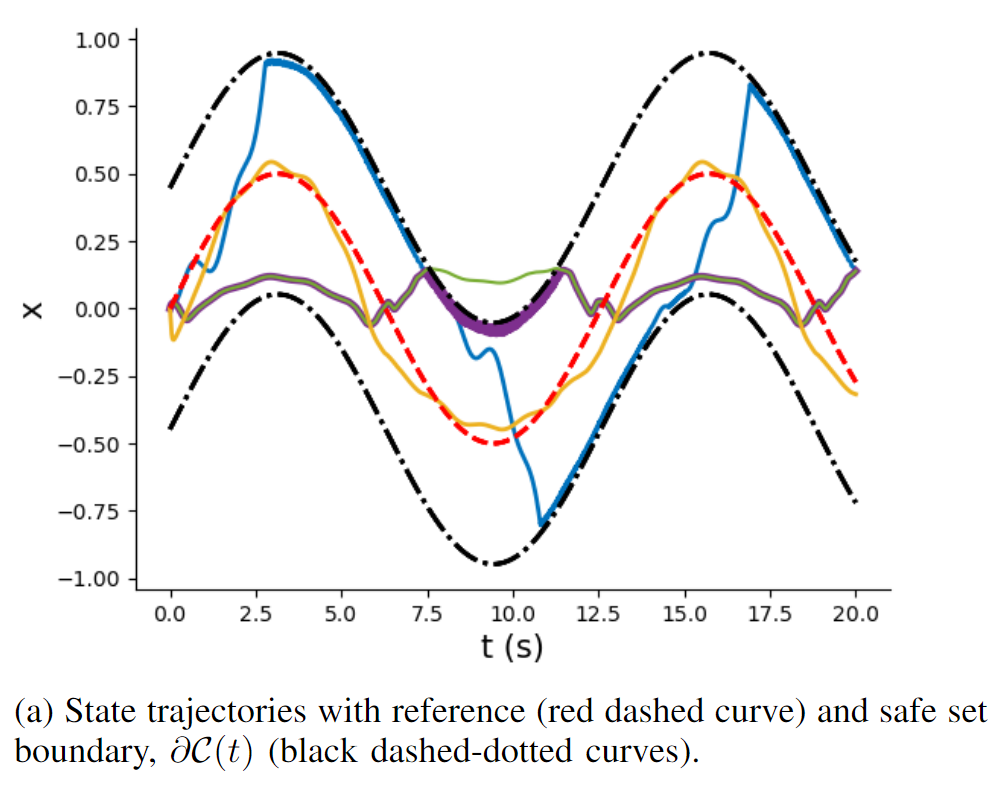 1.00
0.75
0.50
0.25
0.00
−0.25
−0.50
−0.75
−1.00
x
0.0 2.5 5.0 7.5 10.0 12.5 15.0 17.5 20.0
t (s)
(a) State trajectories with reference (red dashed curve) and safe set
boundary, ∂𝒞(t) (black dashed-dotted curves).